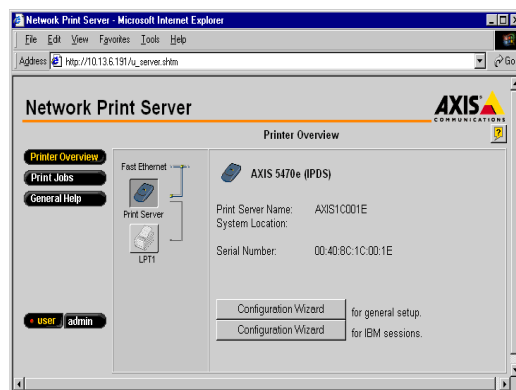 Network Print Server - Microsoft Internet Explorer
File Edit View Favorites Tools Help
Address http://10.13.6.191/u_server.shtm Go
Network Print Server
AXIS
COMMUNICATIONS
Printer Overview
?
Printer Overview
Print Jobs
General Help
Fast Ethernet
Print Server
LPT1
AXIS 5470e (IPDS)
Print Server Name: AXIS1C001E
System Location:
Serial Number: 00:40:8C:1C:00:1E
Configuration Wizard for general setup.
Configuration Wizard for IBM sessions.
user admin